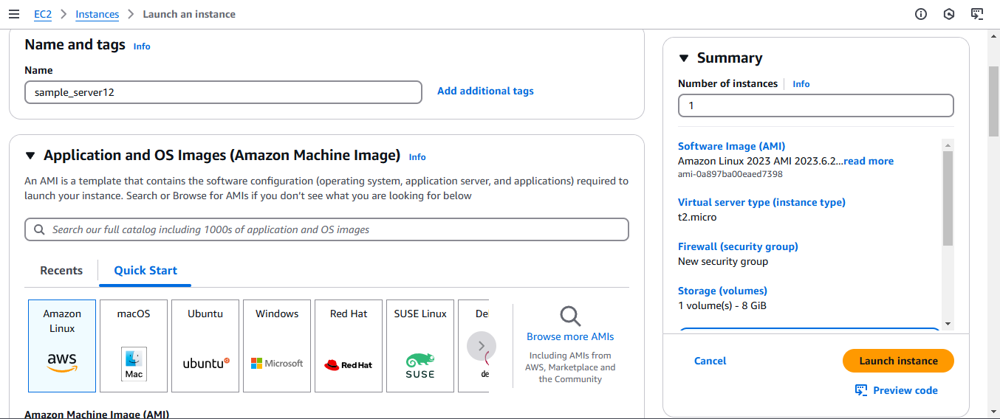 EC2 > Instances > Launch an instance
Name and tags Info
Name
sample_server12
Add additional tags
Application and OS Images (Amazon Machine Image) Info
An AMI is a template that contains the software configuration (operating system, application server, and applications) required to
launch your instance. Search or Browse for AMIs if you don't see what you are looking for below
Search our full catalog including 1000s of application and OS images
Recents
Quick Start
Amazon
Linux
aws
macOS
Mac
Ubuntu
ubuntu
Windows
Microsoft
Red Hat
RedHat
SUSE Linux
SUSE
De
de
Browse more AMIs
Including AMIs from
AWS, Marketplace and
the Community
Amazon Machine Image (AMI)
Summary
Number of instances Info
1
Software Image (AMI)
Amazon Linux 2023 AMI 2023.6.2...read more
ami-0a897ba00eaed7398
Virtual server type (instance type)
t2.micro
Firewall (security group)
New security group
Storage (volumes)
1 volume(s) - 8 GiB
Cancel
Launch instance
Preview code